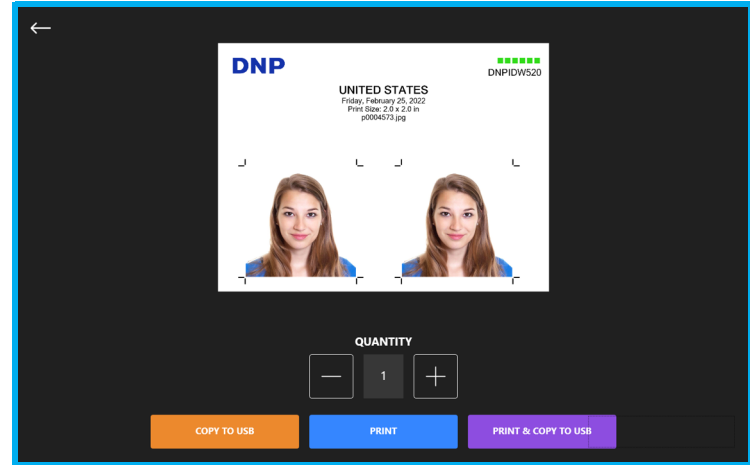 DNP
DNPIDW520
UNITED STATES
Friday, February 25, 2022
Print Size: 2.0 x 2.0 in
p0004573.jpg
QUANTITY
1
COPY TO USB
PRINT
PRINT & COPY TO USB